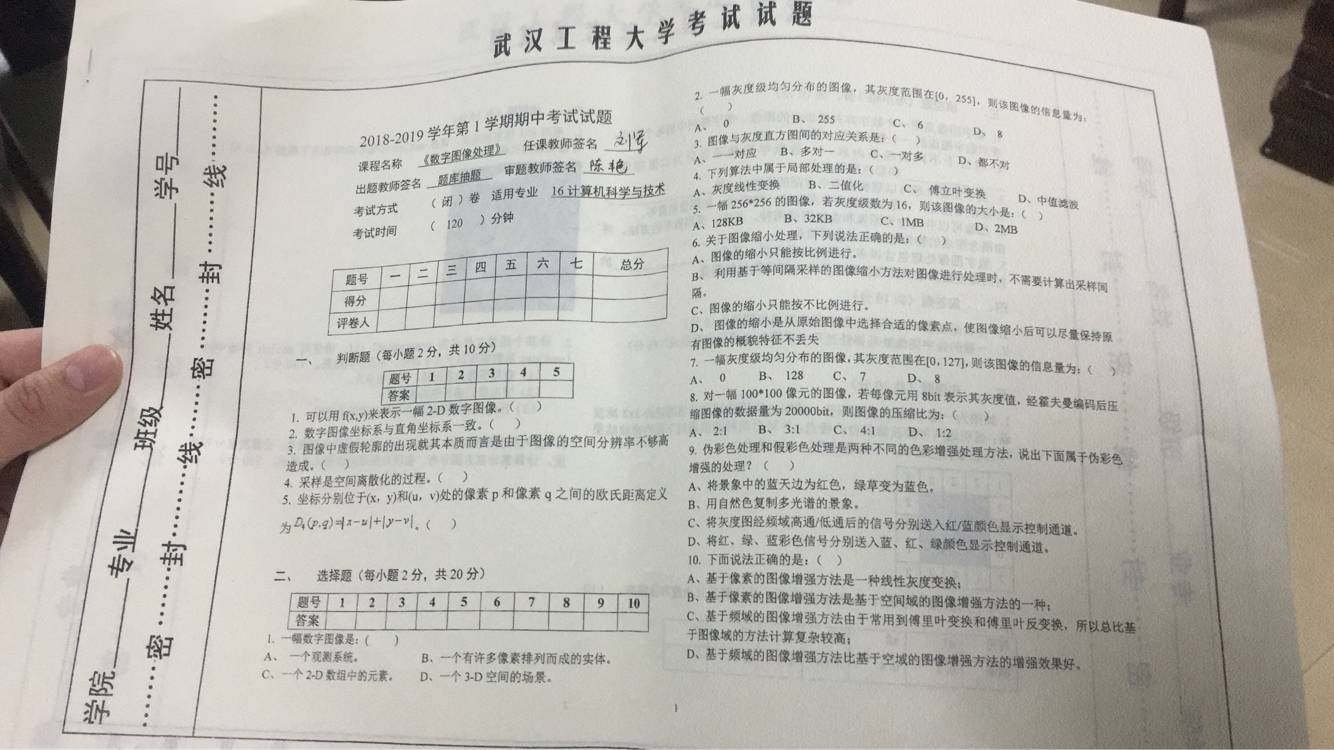 武汉工程大学考试试题
学院 专业 班级 姓名 学号
密 封 线 密 封 线
2018-2019 学年第 1 学期期中考试试题
课程名称 《数字图像处理》 任课教师签名
出题教师签名 题库抽题 审题教师签名 陈艳
考试方式 ( 闭 ) 卷 适用专业 16 计算机科学与技术
考试时间 ( 120 ) 分钟
题号 一 二 三 四 五 六 七 总分
得分
评卷人
一、 判断题(每小题 2 分,共 10 分)
题号 1 2 3 4 5
答案
1. 可以用 f(x,y)来表示一幅 2-D 数字图像。( )
2. 数字图像坐标系与直角坐标系一致。( )
3. 图像中虚假轮廓的出现就其本质而言是由于图像的空间分辨率不够高
造成。( )
4. 采样是空间离散化的过程。( )
5. 坐标分别位于(x, y)和(u, v)处的像素 p 和像素 q 之间的欧氏距离定义
为 D₄(p,q)=|x−u|+|y−v|。( )
二、 选择题(每小题 2 分,共 20 分)
题号 1 2 3 4 5 6 7 8 9 10
答案
1. 一幅数字图像是:( )
A、 一个观测系统。 B、一个有许多像素排列而成的实体。
C、一个 2-D 数组中的元素。 D、一个 3-D 空间的场景。
2. 一幅灰度级均匀分布的图像,其灰度范围在[0, 255],则该图像的信息量为:
( )
A、 0 B、 255 C、 6 D、 8
3. 图像与灰度直方图间的对应关系是:( )
A、一一对应 B、多对一 C、一对多 D、都不对
4. 下列算法中属于局部处理的是:( )
A、灰度线性变换 B、二值化 C、 傅立叶变换 D、中值滤波
5. 一幅 256*256 的图像,若灰度级数为 16,则该图像的大小是:( )
A、128KB B、32KB C、1MB D、2MB
6. 关于图像缩小处理,下列说法正确的是:( )
A、图像的缩小只能按比例进行。
B、 利用基于等间隔采样的图像缩小方法对图像进行处理时,不需要计算出采样间
隔。
C、图像的缩小只能按不比例进行。
D、 图像的缩小是从原始图像中选择合适的像素点,使图像缩小后可以尽量保持原
有图像的概貌特征不丢失
7. 一幅灰度级均匀分布的图像,其灰度范围在[0,127],则该图像的信息量为:( )
A、 0 B、 128 C、 7 D、 8
8. 对一幅 100*100 像元的图像,若每像元用 8bit 表示其灰度值,经霍夫曼编码后压
缩图像的数据量为 20000bit,则图像的压缩比为:( )
A、 2:1 B、 3:1 C、 4:1 D、 1:2
9. 伪彩色处理和假彩色处理是两种不同的色彩增强处理方法,说出下面属于伪彩色
增强的处理?( )
A、将景象中的蓝天边为红色,绿草变为蓝色。
B、用自然色复制多光谱的景象。
C、将灰度图经频域高通/低通后的信号分别送入红/蓝颜色显示控制通道。
D、将红、绿、蓝彩色信号分别送入蓝、红、绿颜色显示控制通道。
10. 下面说法正确的是:( )
A、基于像素的图像增强方法是一种线性灰度变换;
B、基于像素的图像增强方法是基于空间域的图像增强方法的一种;
C、基于频域的图像增强方法由于常用到傅里叶变换和傅里叶反变换,所以总比基
于图像域的方法计算复杂较高;
D、基于频域的图像增强方法比基于空域的图像增强方法的增强效果好。
1